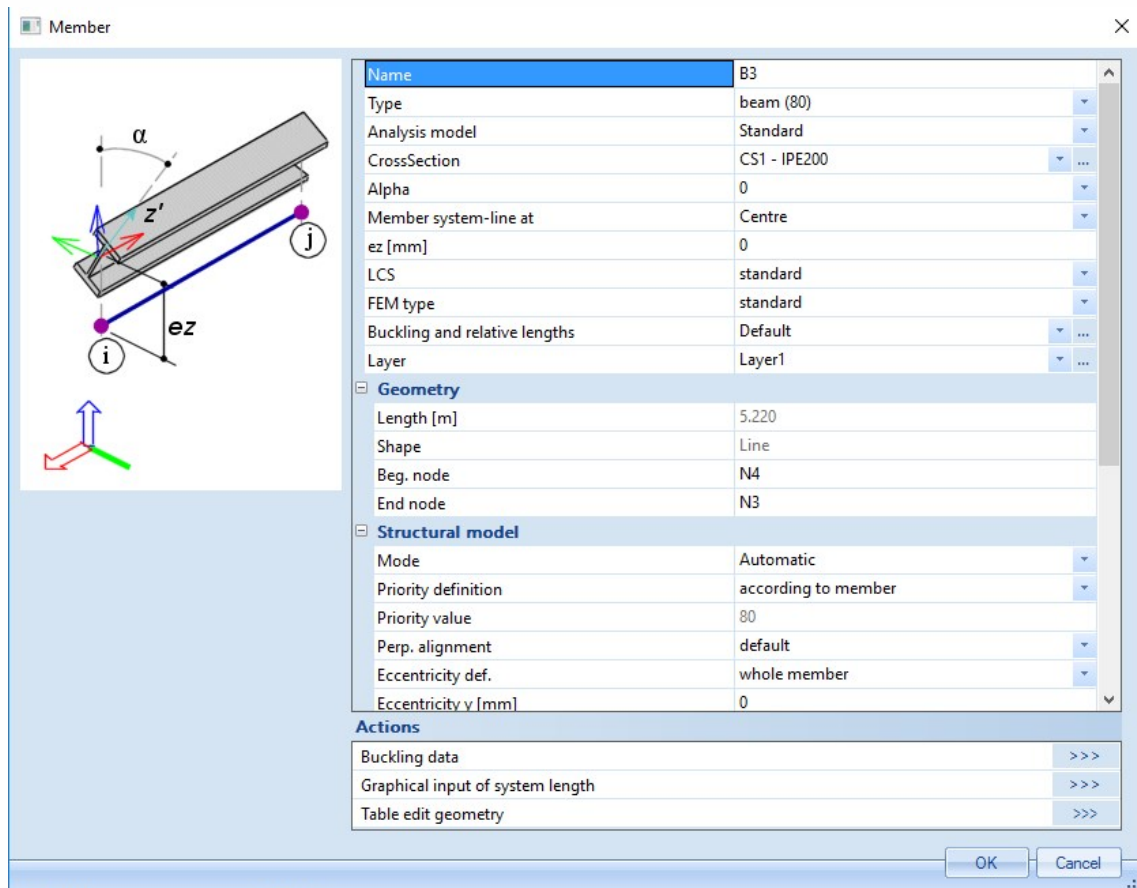 Member
α
z'
j
ez
i
Name B3
Type beam (80)
Analysis model Standard
CrossSection CS1 - IPE200 ...
Alpha 0
Member system-line at Centre
ez [mm] 0
LCS standard
FEM type standard
Buckling and relative lengths Default ...
Layer Layer1 ...
Geometry
Length [m] 5.220
Shape Line
Beg. node N4
End node N3
Structural model
Mode Automatic
Priority definition according to member
Priority value 80
Perp. alignment default
Eccentricity def. whole member
Eccentricity y [mm] 0
Actions
Buckling data >>>
Graphical input of system length >>>
Table edit geometry >>>
OK Cancel